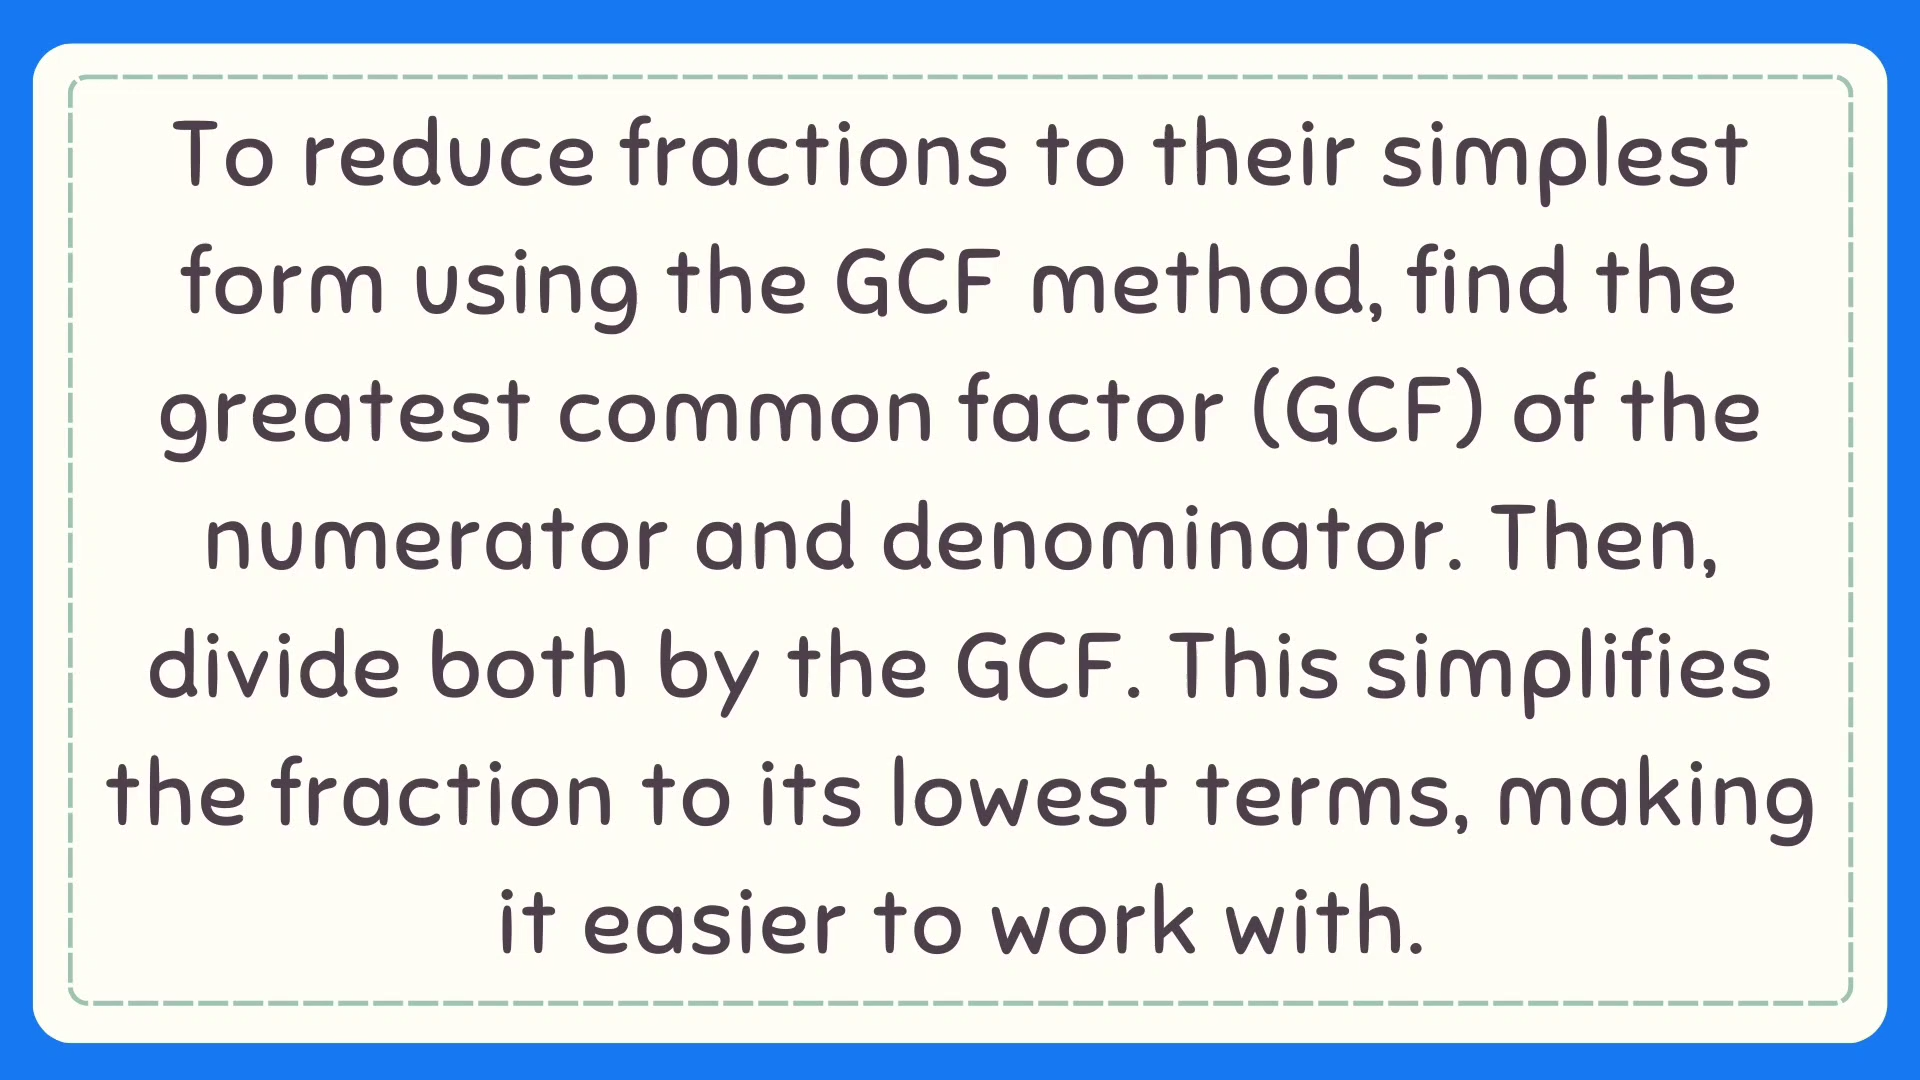 To reduce fractions to their simplest
form using the GCF method, find the
greatest common factor (GCF) of the
numerator and denominator. Then,
divide both by the GCF. This simplifies
the fraction to its lowest terms, making
it easier to work with.